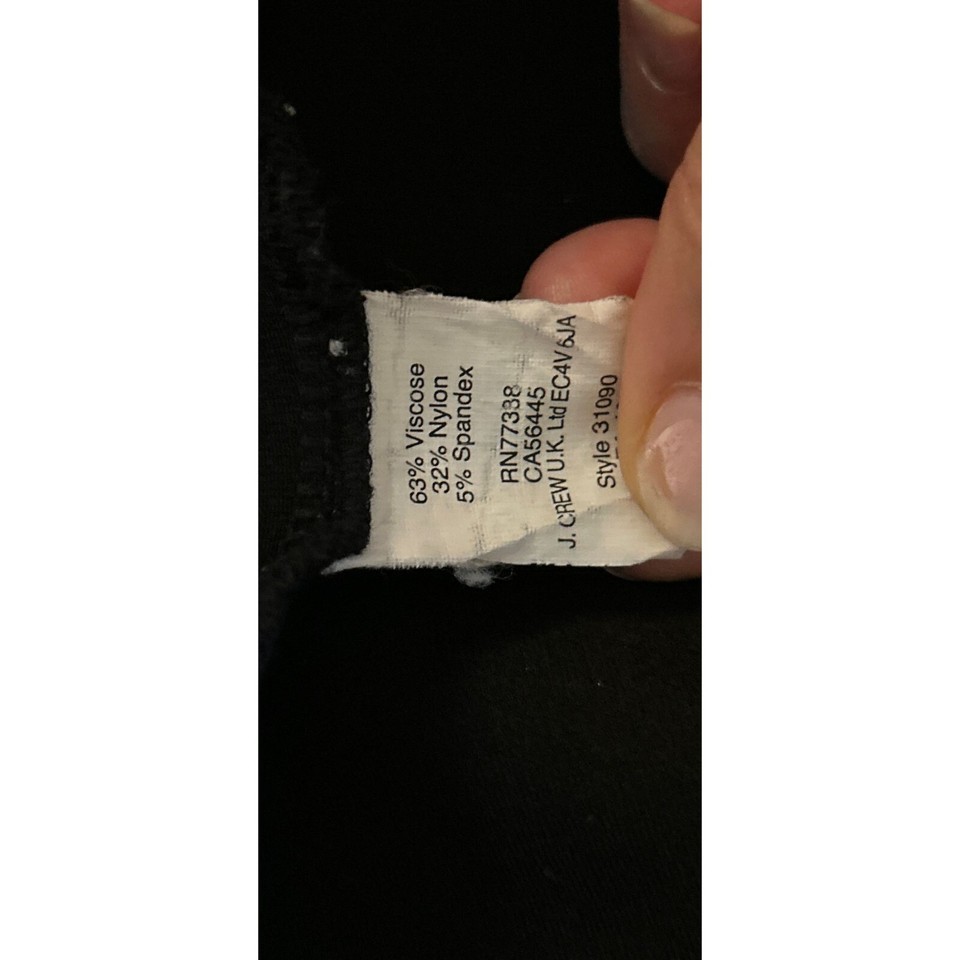 63% Viscose
32% Nylon
5% Spandex
RN77338
CA56445
J. CREW U.K. Ltd EC4V 6JA
Style 31090